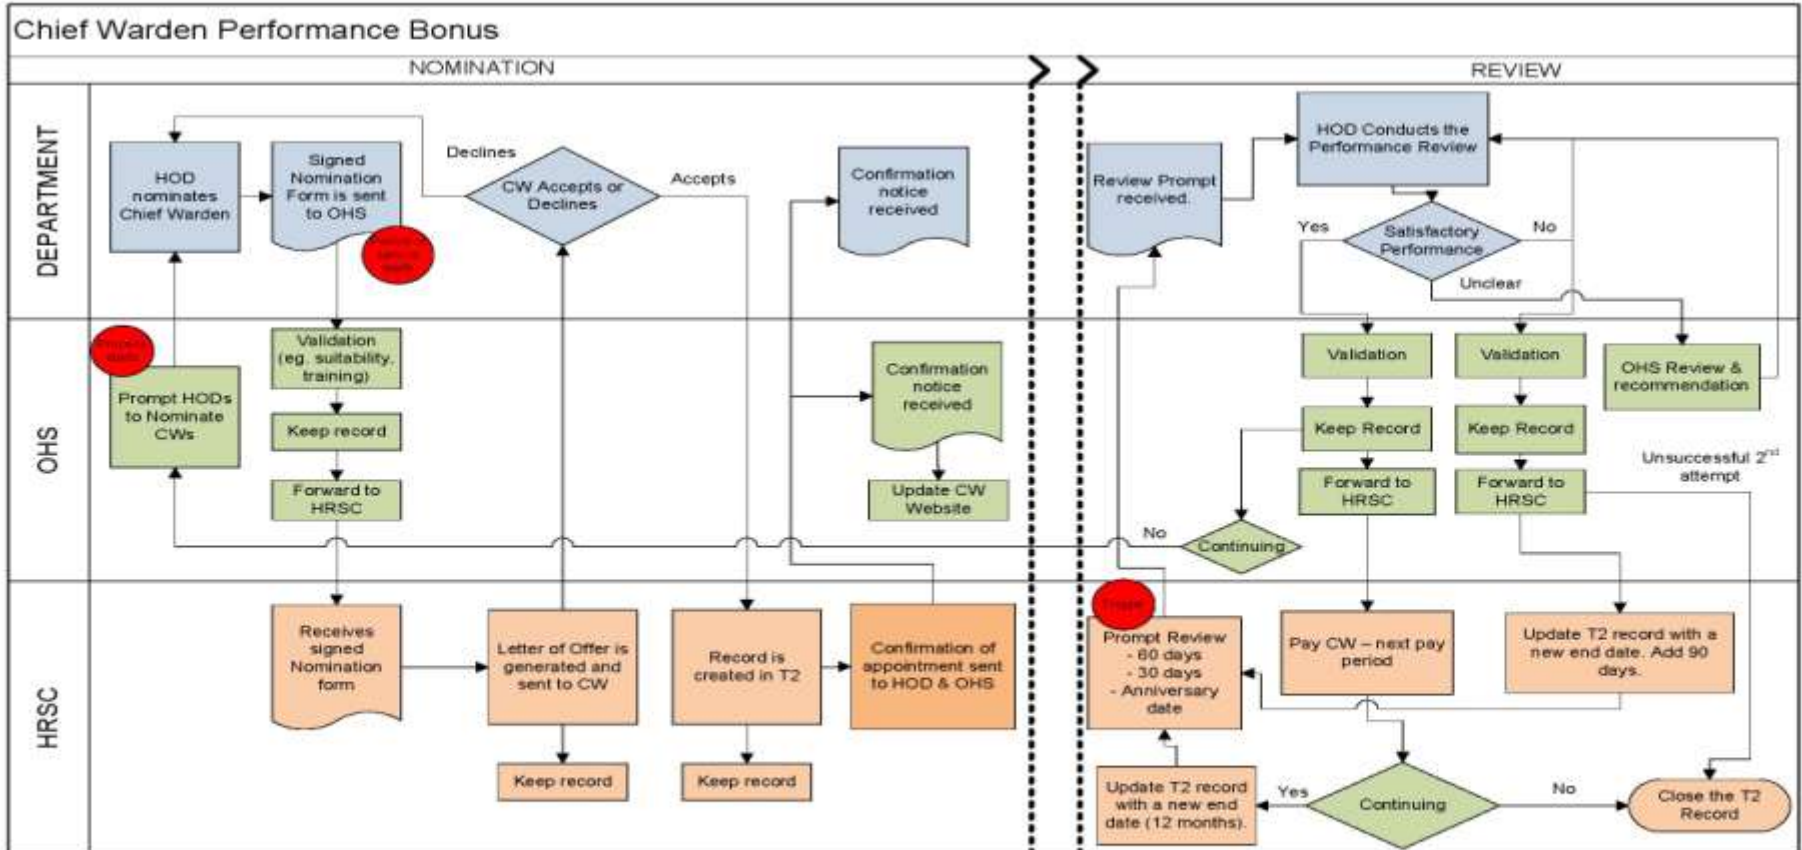 Chief Warden Performance Bonus
NOMINATION
REVIEW
DEPARTMENT
HOD
nominates
Chief Warden
Signed
Nomination
Form is sent
to OHS
Declines
CW Accepts or
Declines
Accepts
Confirmation
notice
received
Review Prompt
received.
HOD Conducts the
Performance Review
Yes
Satisfactory
Performance
No
Unclear
OHS
Prompt HODs
to Nominate
CWs
Validation
(eg. suitability,
training)
Keep record
Forward to
HRSC
Confirmation
notice
received
Update CW
Website
Validation
Keep Record
Forward to
HRSC
No
Continuing
Validation
Keep Record
Forward to
HRSC
OHS Review &
recommendation
Unsuccessful 2nd
attempt
HRSC
Receives
signed
Nomination
form
Letter of Offer is
generated and
sent to CW
Keep record
Record is
created in T2
Keep record
Confirmation of
appointment sent
to HOD & OHS
Prompt Review
- 60 days
- 30 days
- Anniversary
date
Pay CW – next pay
period
Update T2 record with a
new end date. Add 90
days.
Update T2 record
with a new end
date (12 months).
Yes
Continuing
No
Close the T2
Record